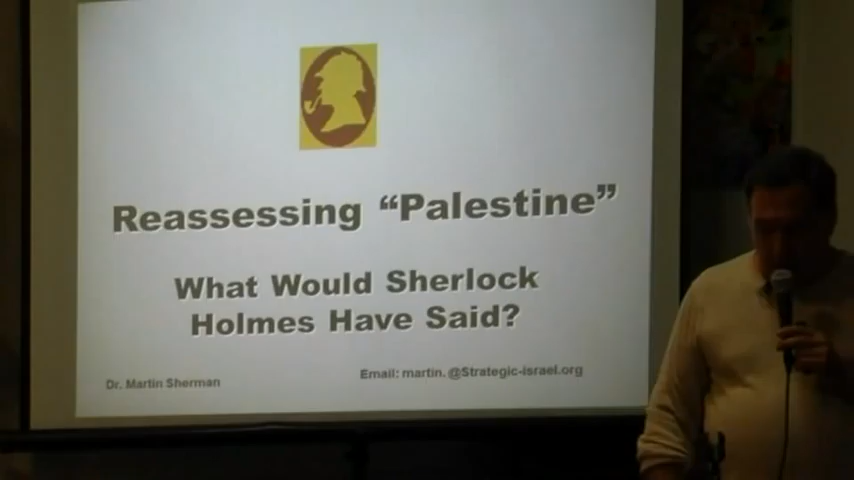 Reassessing “Palestine”
What Would Sherlock
Holmes Have Said?
Dr. Martin Sherman
Email: martin. @Strategic-israel.org